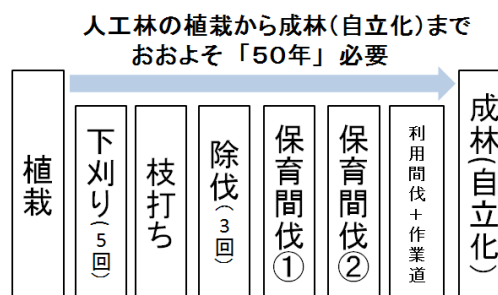 人工林の植栽から成林(自立化)まで
おおよそ「50年」必要
植栽
下刈り(5回)
枝打ち
除伐(3回)
保育間伐①
保育間伐②
利用間伐+作業道
成林(自立化)